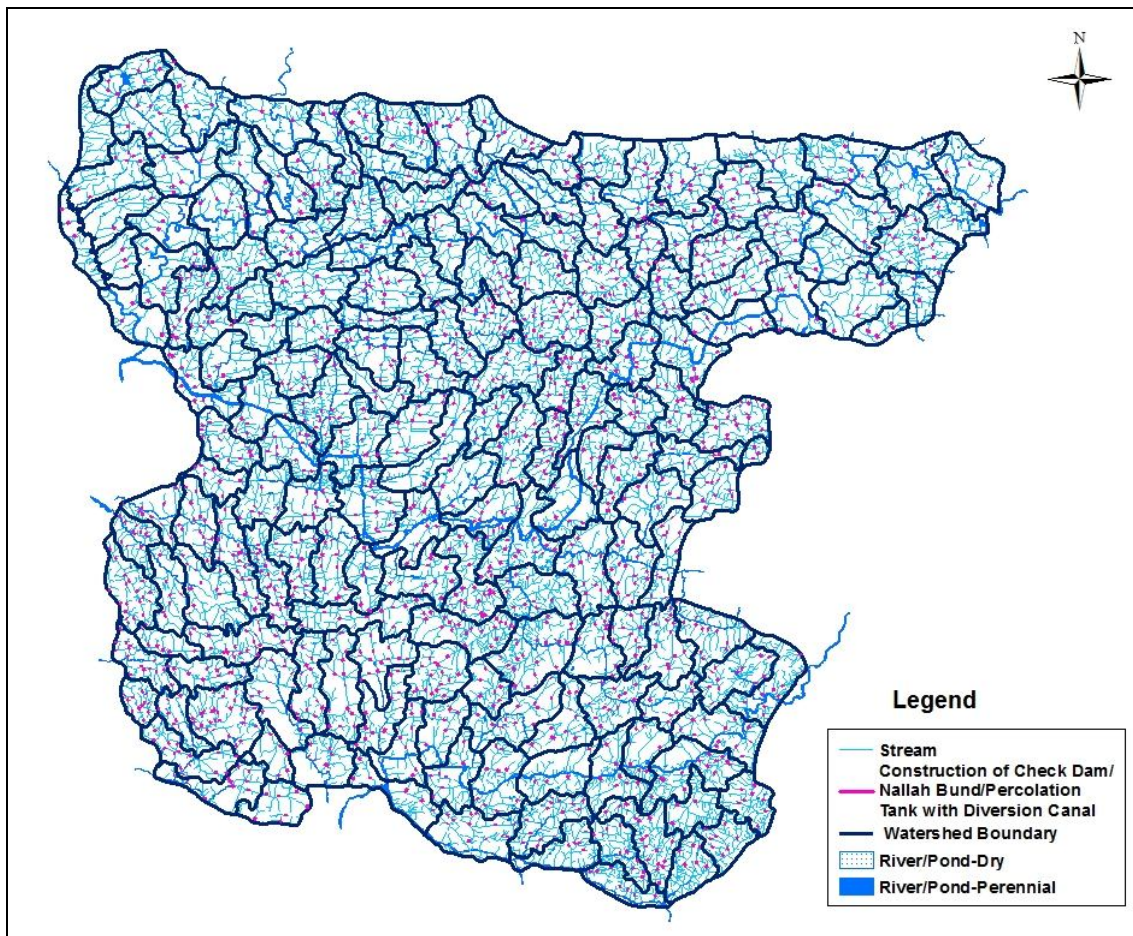 N
Legend
Stream
Construction of Check Dam/
Nallah Bund/Percolation
Tank with Diversion Canal
Watershed Boundary
River/Pond-Dry
River/Pond-Perennial